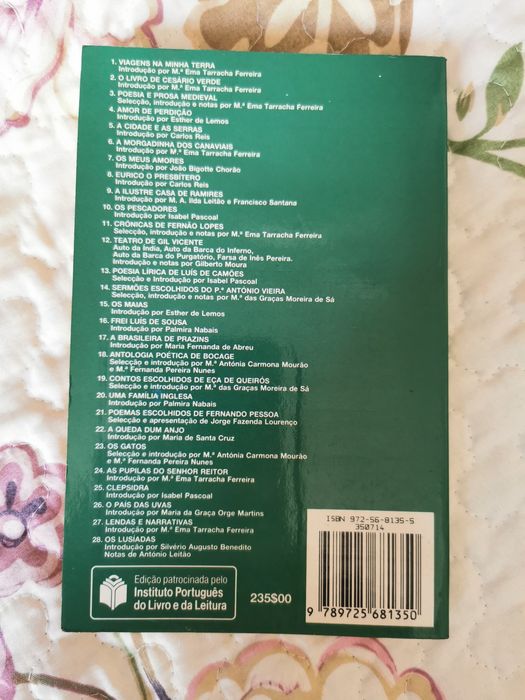 1. VIAGENS NA MINHA TERRA
Introdução por M.ª Ema Tarracha Ferreira
2. O LIVRO DE CESÁRIO VERDE
Introdução por M.ª Ema Tarracha Ferreira
3. POESIA E PROSA MEDIEVAL
Selecção, introdução e notas por M.ª Ema Tarracha Ferreira
4. AMOR DE PERDIÇÃO
Introdução por Esther de Lemos
5. A CIDADE E AS SERRAS
Introdução por Carlos Reis
6. A MORGADINHA DOS CANAVIAIS
Introdução por M.ª Ema Tarracha Ferreira
7. OS MEUS AMORES
Introdução por João Bigotte Chorão
8. EURICO O PRESBÍTERO
Introdução por Carlos Reis
9. A ILUSTRE CASA DE RAMIRES
Introdução por M. A. Ilda Leitão e Francisco Santana
10. OS PESCADORES
Introdução por Isabel Pascoal
11. CRÓNICAS DE FERNÃO LOPES
Selecção, introdução e notas por M.ª Ema Tarracha Ferreira
12. TEATRO DE GIL VICENTE
Auto da Índia, Auto da Barca do Inferno,
Auto da Barca do Purgatório, Farsa de Inês Pereira.
Introdução e notas por Gilberto Moura
13. POESIA LÍRICA DE LUÍS DE CAMÕES
Selecção e Introdução por Isabel Pascoal
14. SERMÕES ESCOLHIDOS DO P.ᵉ ANTÓNIO VIEIRA
Selecção, introdução e notas por M.ª das Graças Moreira de Sá
15. OS MAIAS
Introdução por Esther de Lemos
16. FREI LUÍS DE SOUSA
Introdução por Palmira Nabais
17. A BRASILEIRA DE PRAZINS
Introdução por Maria Fernanda de Abreu
18. ANTOLOGIA POÉTICA DE BOCAGE
Selecção e introdução por M.ª Antónia Carmona Mourão
e M.ª Fernanda Pereira Nunes
19. CONTOS ESCOLHIDOS DE EÇA DE QUEIRÓS
Selecção e introdução por M.ª das Graças Moreira de Sá
20. UMA FAMÍLIA INGLESA
Introdução por Palmira Nabais
21. POEMAS ESCOLHIDOS DE FERNANDO PESSOA
Selecção e apresentação de Jorge Fazenda Lourenço
22. A QUEDA DUM ANJO
Introdução por Maria de Santa Cruz
23. OS GATOS
Selecção e introdução por M.ª Antónia Carmona Mourão
e M.ª Fernanda Pereira Nunes
24. AS PUPILAS DO SENHOR REITOR
Introdução por M.ª Ema Tarracha Ferreira
25. CLEPSIDRA
Introdução por Isabel Pascoal
26. O PAÍS DAS UVAS
Introdução por Maria da Graça Orge Martins
27. LENDAS E NARRATIVAS
Introdução por M.ª Ema Tarracha Ferreira
28. OS LUSÍADAS
Introdução por Silvério Augusto Benedito
Notas de António Leitão
Edição patrocinada pelo
Instituto Português
do Livro e da Leitura
235$00
ISBN 972-56-8135-5
350714
9 789725 681350